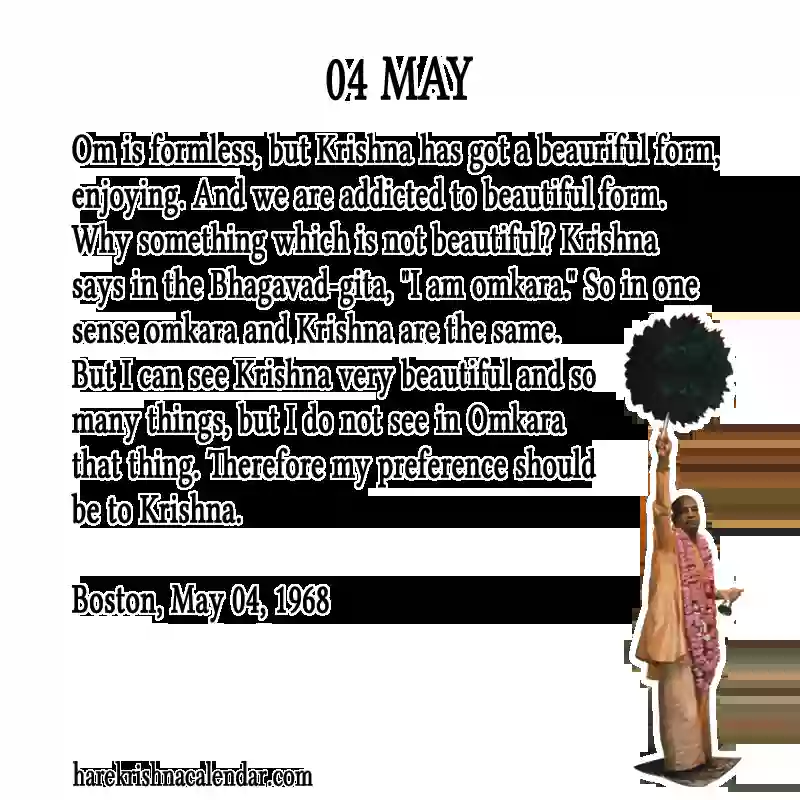 04 MAY
Om is formless, but Krishna has got a beauriful form,
enjoying. And we are addicted to beautiful form.
Why something which is not beautiful? Krishna
says in the Bhagavad-gita, "I am omkara." So in one
sense omkara and Krishna are the same.
But I can see Krishna very beautiful and so
many things, but I do not see in Omkara
that thing. Therefore my preference should
be to Krishna.
Boston, May 04, 1968
harekrishnacalendar.com